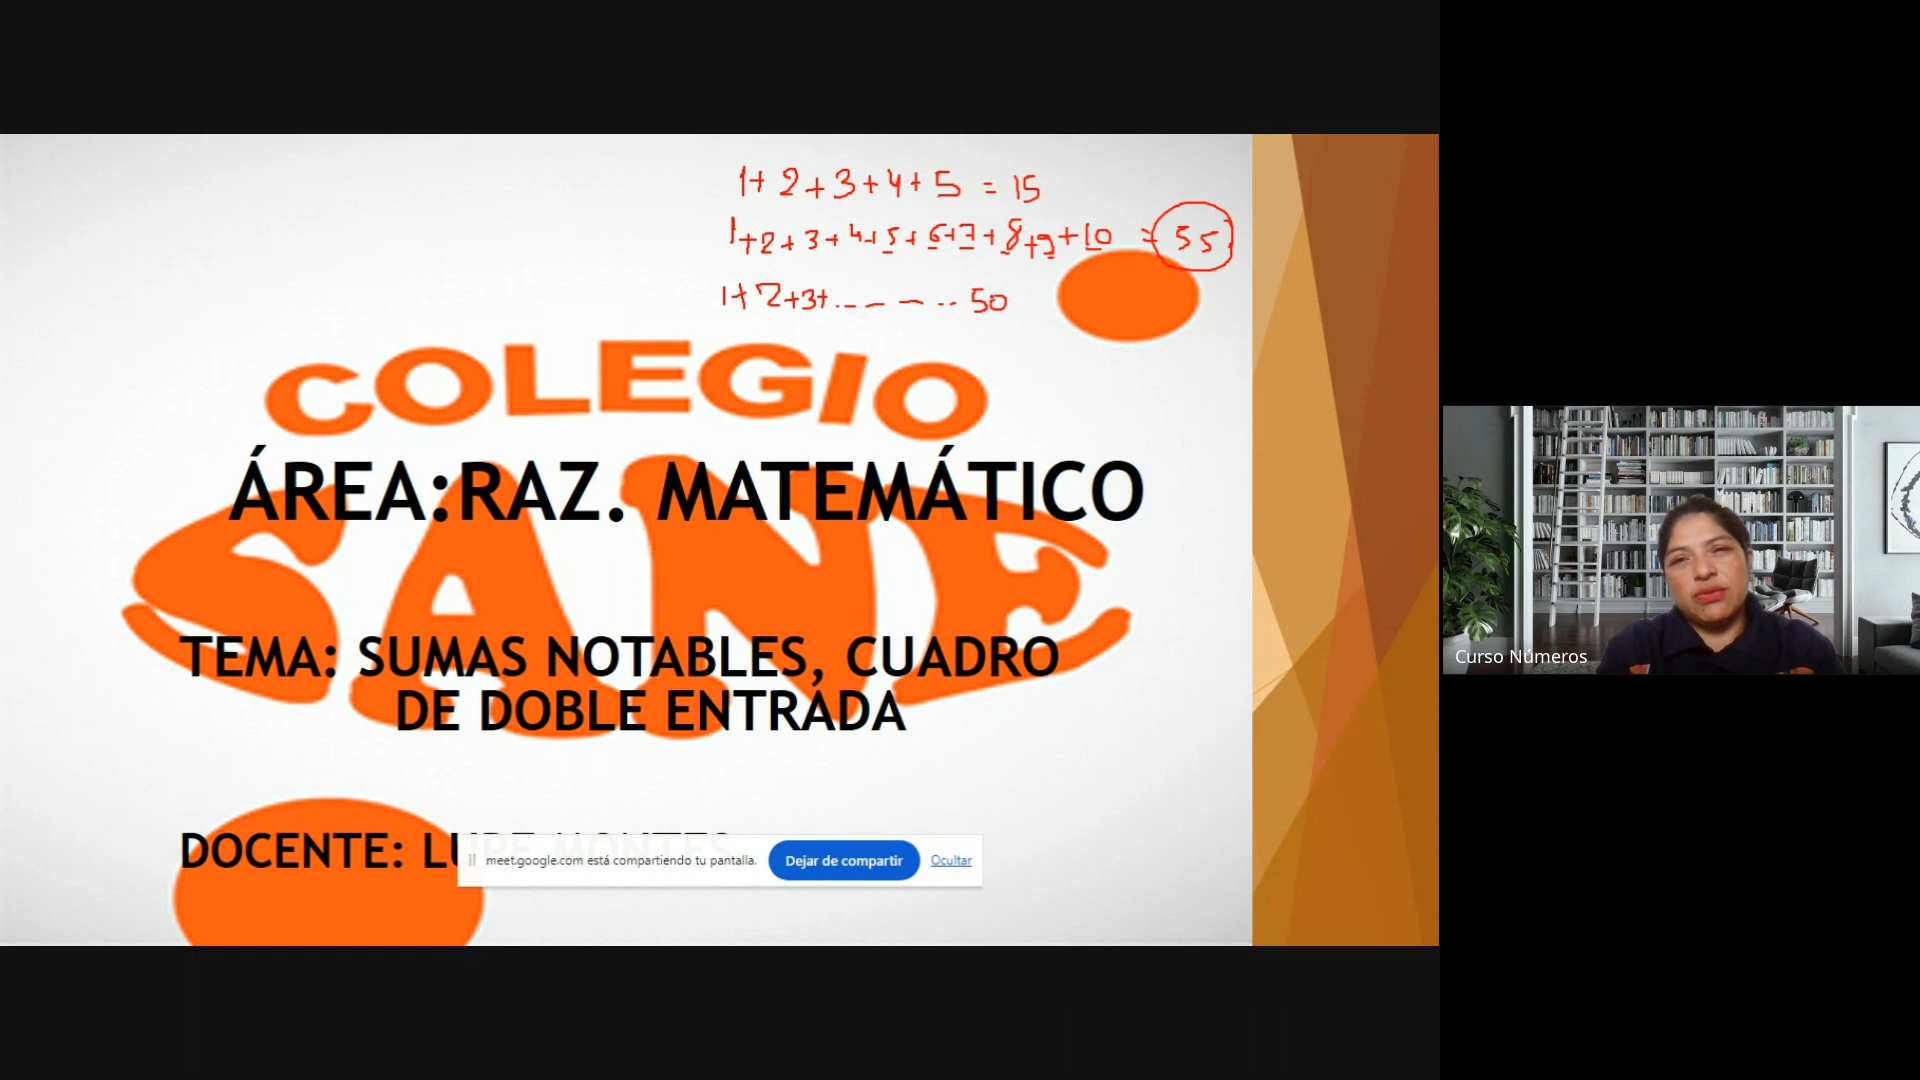 1+ 2+3+4+5 = 15
1+2+3+4+5+6+7+8+9+10 = 55
1+2+3+.------..50
COLEGIO
ÁREA:RAZ. MATEMÁTICO
SANE
TEMA: SUMAS NOTABLES, CUADRO
DE DOBLE ENTRADA
DOCENTE: LUPE MONTES
meet.google.com está compartiendo tu pantalla.
Dejar de compartir
Ocultar
Curso Números